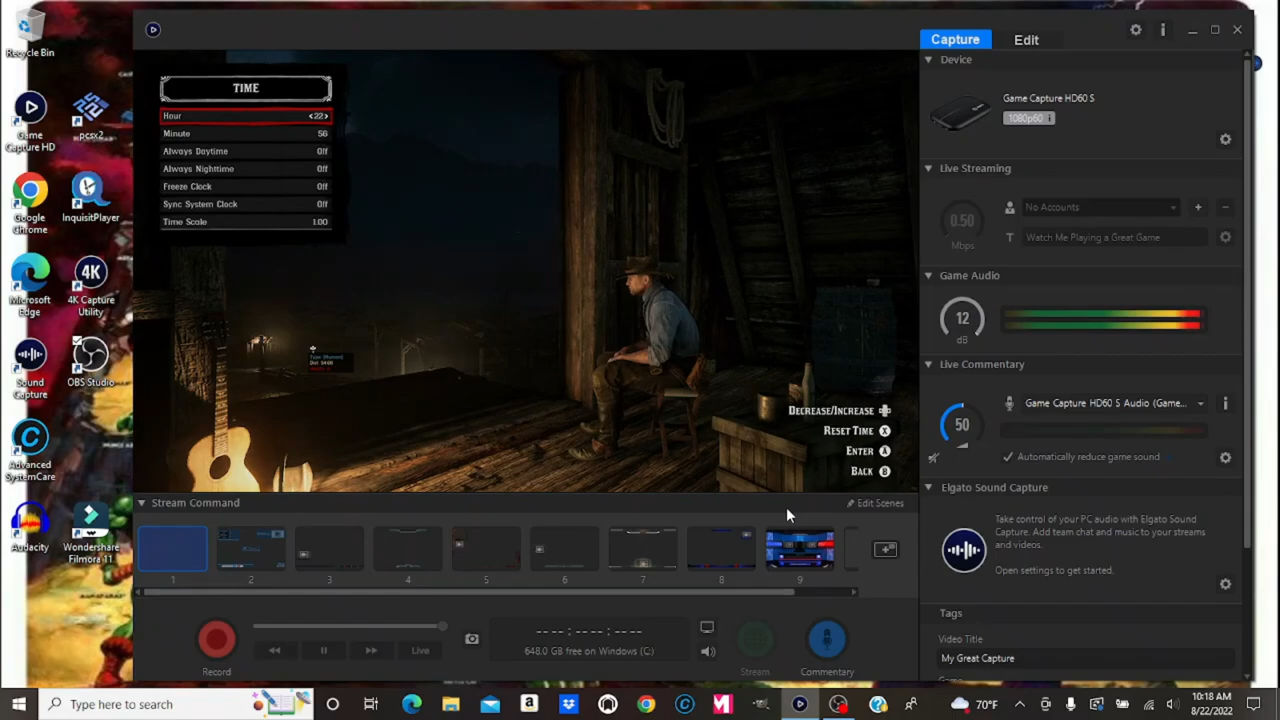 Recycle Bin
Game
Capture HD
pcsx2
Google
Chrome
InquisitPlayer
Microsoft
Edge
4K
4K Capture
Utility
Sound
Capture
OBS Studio
Advanced
SystemCare
Audacity
Wondershare
Filmora 11
TIME
Hour <22>
Minute 56
Always Daytime Off
Always Nighttime Off
Freeze Clock Off
Sync System Clock Off
Time Scale 1.00
DECREASE/INCREASE
RESET TIME X
ENTER A
BACK B
Stream Command
Edit Scenes
1 2 3 4 5 6 7 8 9
Record
Live
-- -- : -- -- : -- --
648.0 GB free on Windows (C:)
Stream
Commentary
Capture Edit
Device
Game Capture HD60 S
1080p60 i
Live Streaming
0.50
Mbps
No Accounts
T Watch Me Playing a Great Game
Game Audio
12
dB
Live Commentary
50
Game Capture HD60 S Audio (Game...
Automatically reduce game sound
Elgato Sound Capture
Take control of your PC audio with Elgato Sound
Capture. Add team chat and music to your streams
and videos.
Open settings to get started.
Tags
Video Title
My Great Capture
Type here to search
70°F
10:18 AM
8/22/2022